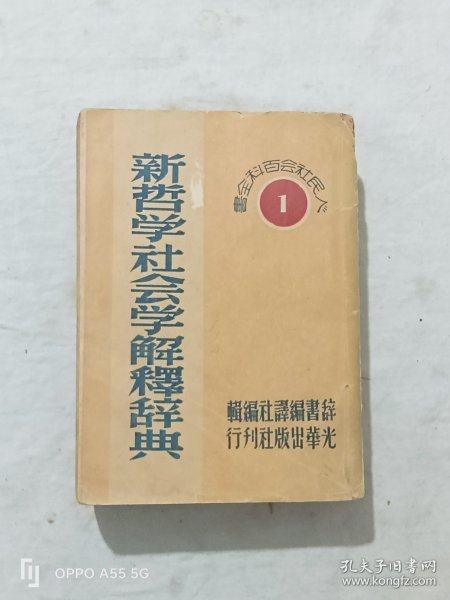 人民社会百科全書
1
新哲学社会学解釋辞典
辞書編譯社編輯
光華出版社刊行
OPPO A55 5G
孔夫子旧书网
www.kongfz.com